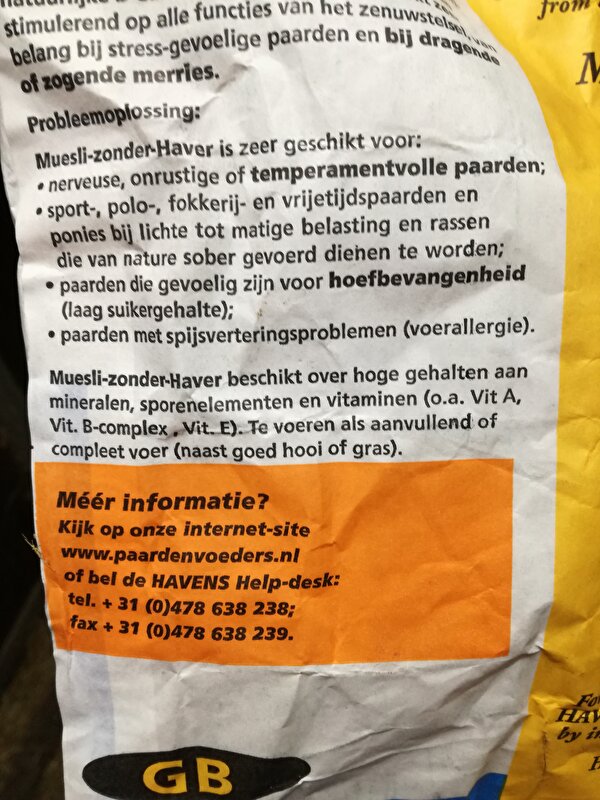 stimulerend op alle functies van het zenuwstelsel, van
belang bij stress-gevoelige paarden en bij dragende
of zogende merries.
Probleemoplossing:
Muesli-zonder-Haver is zeer geschikt voor:
• nerveuse, onrustige of temperamentvolle paarden;
• sport-, polo-, fokkerij- en vrijetijdspaarden en
ponies bij lichte tot matige belasting en rassen
die van nature sober gevoerd dienen te worden;
• paarden die gevoelig zijn voor hoefbevangenheid
(laag suikergehalte);
• paarden met spijsverteringsproblemen (voerallergie).
Muesli-zonder-Haver beschikt over hoge gehalten aan
mineralen, sporenelementen en vitaminen (o.a. Vit A,
Vit. B-complex , Vit. E). Te voeren als aanvullend of
compleet voer (naast goed hooi of gras).
Méér informatie?
Kijk op onze internet-site
www.paardenvoeders.nl
of bel de HAVENS Help-desk:
tel. + 31 (0)478 638 238;
fax + 31 (0)478 638 239.
GB
from
M
HAV
by in